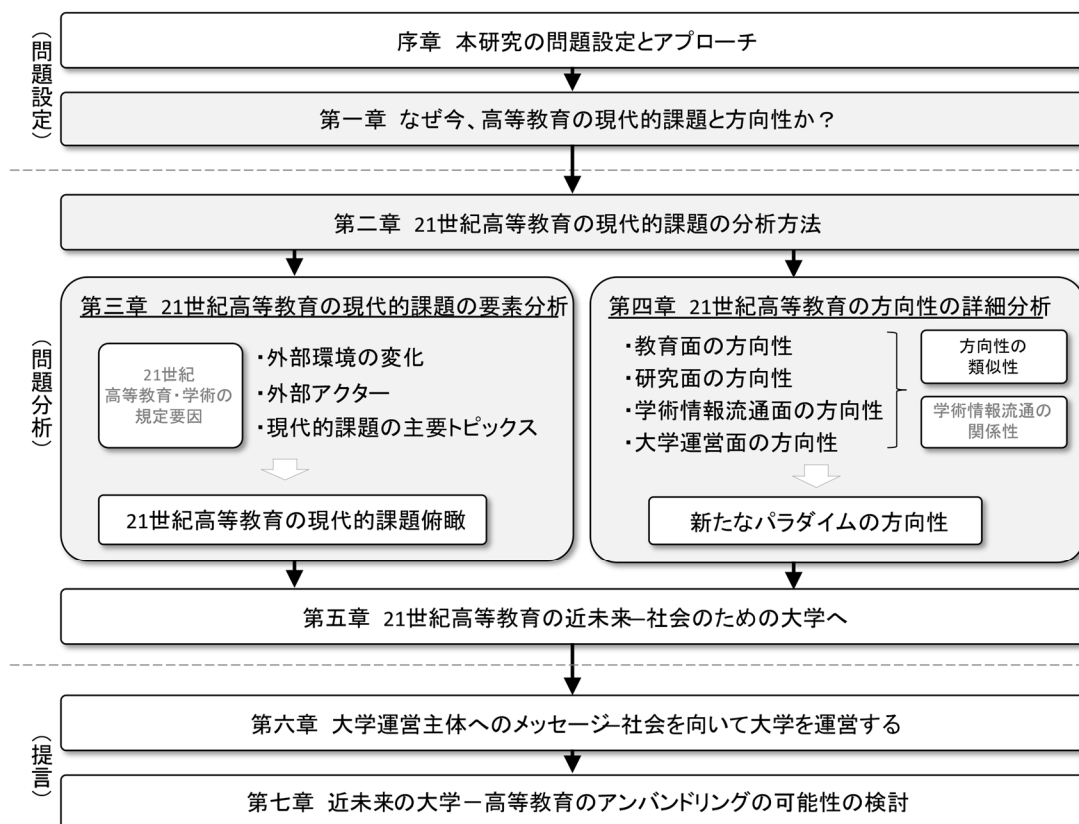 (問題設定)
序章 本研究の問題設定とアプローチ
第一章 なぜ今、高等教育の現代的課題と方向性か？
(問題分析)
第二章 21世紀高等教育の現代的課題の分析方法
第三章 21世紀高等教育の現代的課題の要素分析
21世紀
高等教育・学術の
規定要因
・外部環境の変化
・外部アクター
・現代的課題の主要トピックス
21世紀高等教育の現代的課題俯瞰
第四章 21世紀高等教育の方向性の詳細分析
・教育面の方向性
・研究面の方向性
・学術情報流通面の方向性
・大学運営面の方向性
方向性の
類似性
学術情報流通の
関係性
新たなパラダイムの方向性
第五章 21世紀高等教育の近未来―社会のための大学へ
(提言)
第六章 大学運営主体へのメッセージ―社会を向いて大学を運営する
第七章 近未来の大学－高等教育のアンバンドリングの可能性の検討